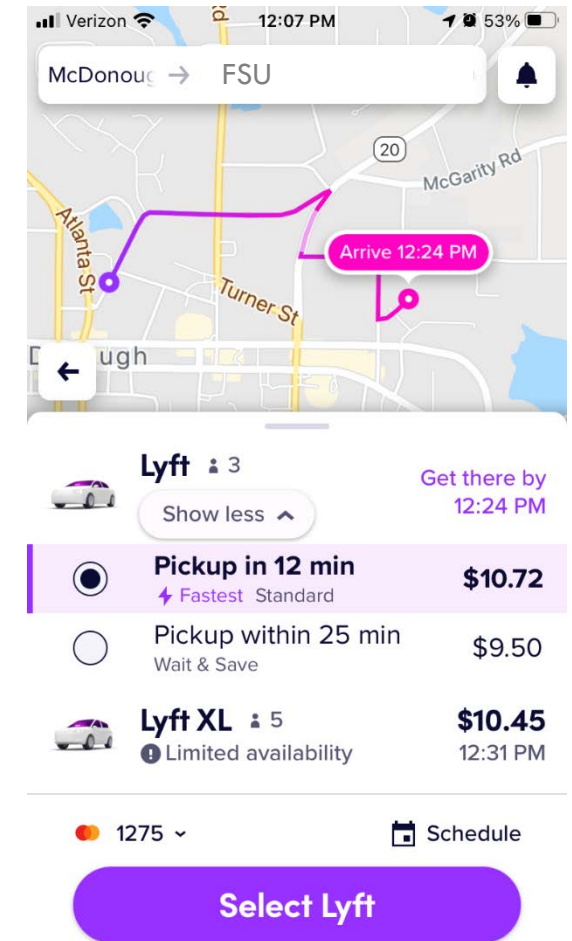 Verizon 12:07 PM 53%
McDonoug → FSU
20
McGarity Rd
Atlanta St
Arrive 12:24 PM
Turner St
D ugh
Lyft 3
Get there by
12:24 PM
Show less
Pickup in 12 min
$10.72
Fastest Standard
Pickup within 25 min
$9.50
Wait & Save
Lyft XL 5
$10.45
Limited availability
12:31 PM
1275
Schedule
Select Lyft